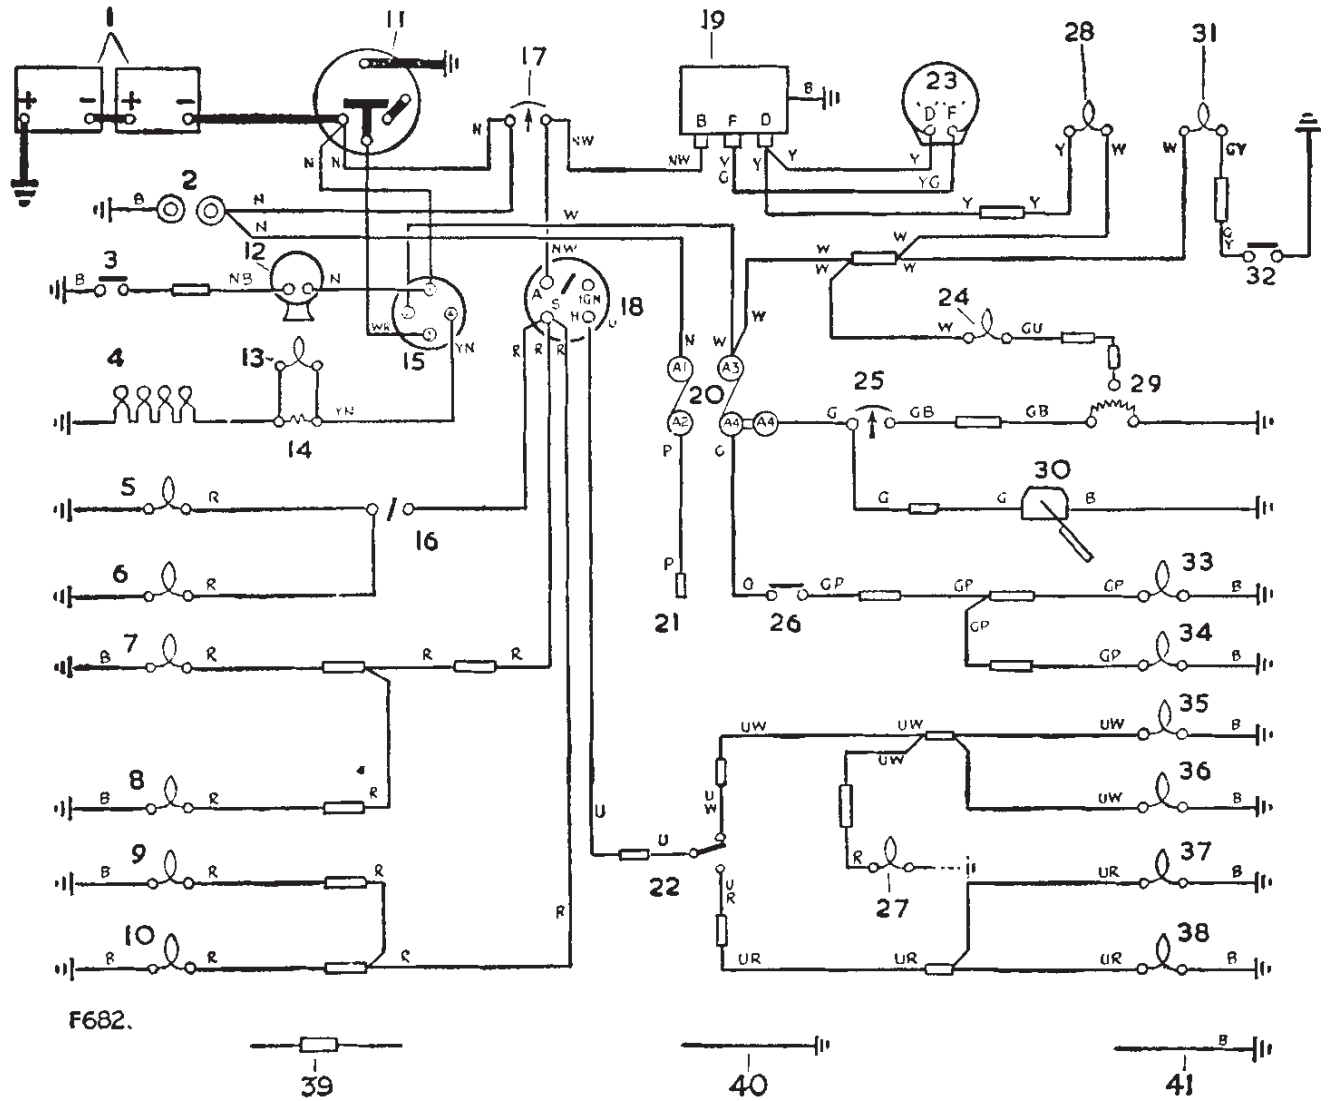 1
11
17
19
28
31
23
+ - + -
D F
B F D
B
N
N N
NW
NW
Y G
Y
Y
Y
YG
Y
W
W
GY
2
B
N
N
W
NW
Y
Y
W
W
W
W
G Y
32
3
12
B
NB
N
A
S
IGN
H
18
U
24
W
GU
WR
15
YN
R R R
N
W
W
4
13
14
YN
A1
A3
20
A2
A4
A4
25
29
G
GB
GB
P
G
5
R
16
30
G
G
B
6
R
P
21
G
26
GP
GP
GP
33
B
GP
7
B
R
R
R
34
GP
B
35
UW
UW
UW
B
UW
8
B
R
R
36
UW
B
U W
U
U
22
U R
R
27
9
B
R
R
37
UR
B
R
10
B
R
R
38
UR
UR
UR
B
F682.
39
40
B
41